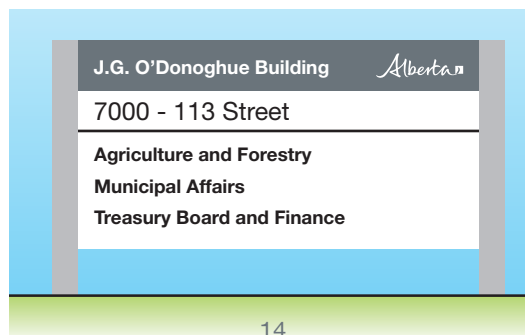 J.G. O’Donoghue Building Alberta
7000 - 113 Street
Agriculture and Forestry
Municipal Affairs
Treasury Board and Finance
14